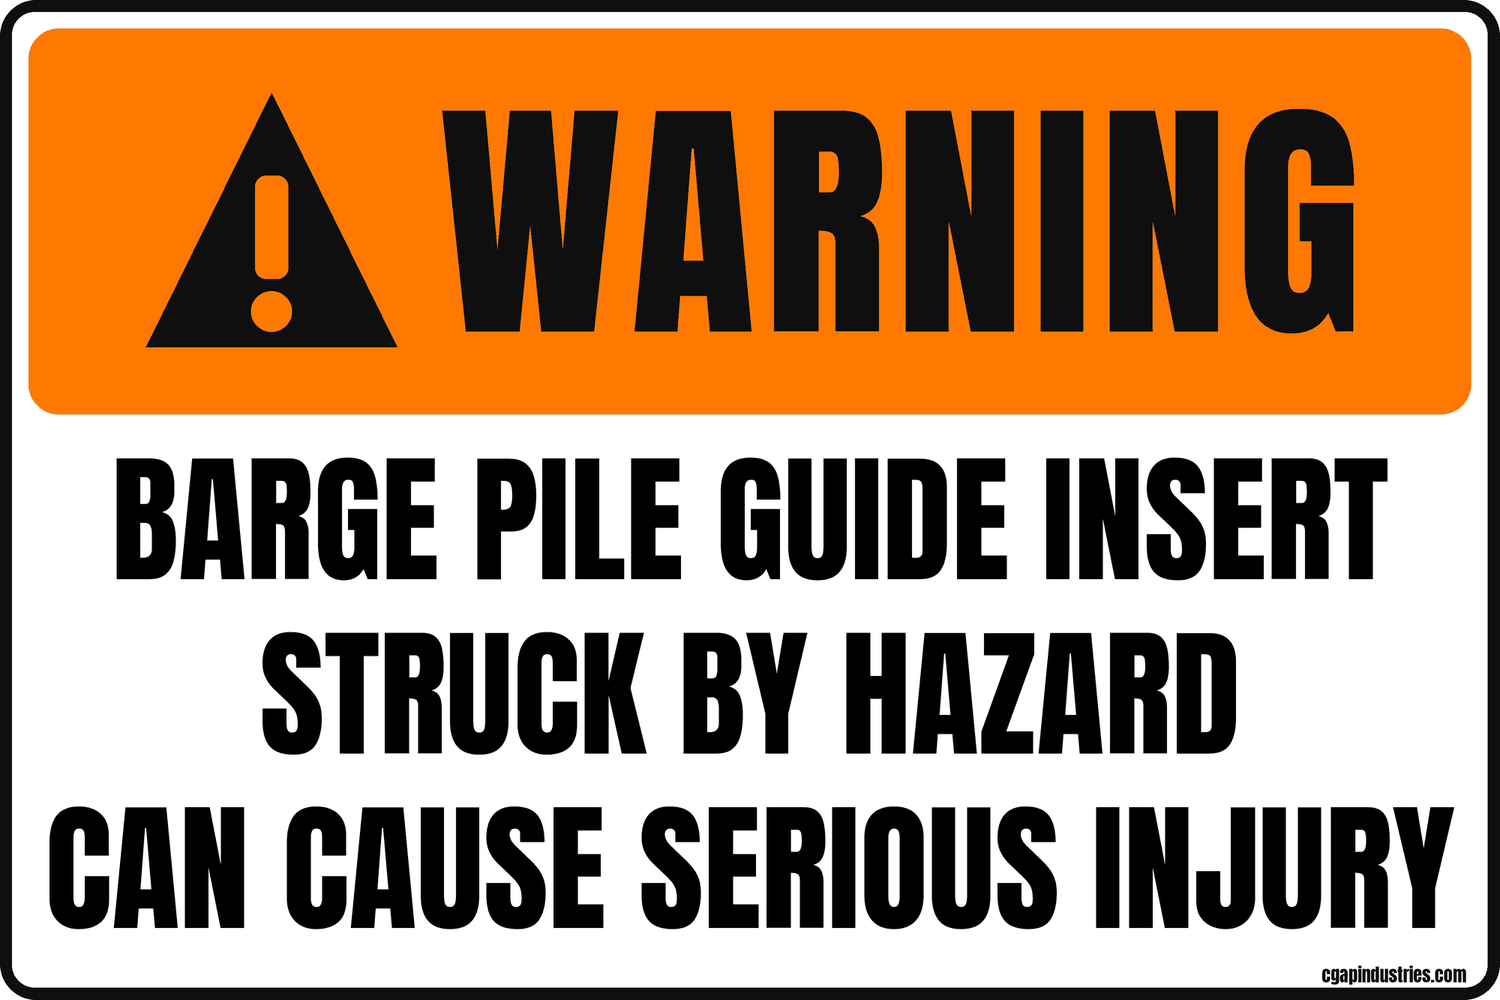 WARNING
BARGE PILE GUIDE INSERT
STRUCK BY HAZARD
CAN CAUSE SERIOUS INJURY
cgapindustries.com